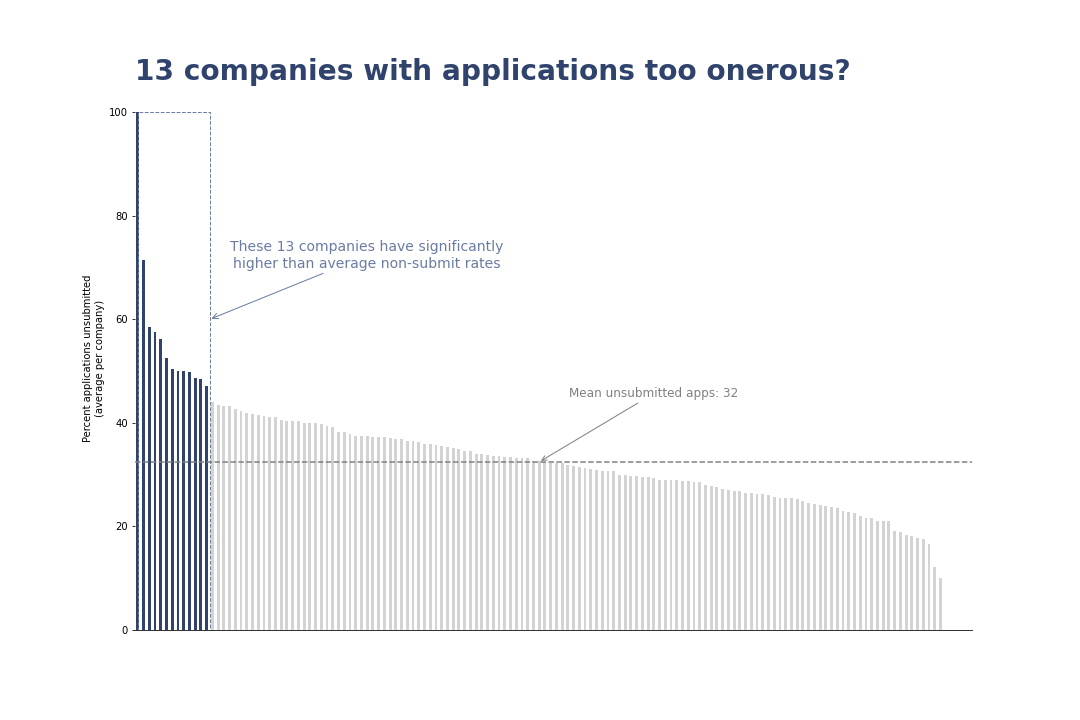 13 companies with applications too onerous?
100
80
60
40
20
0
Percent applications unsubmitted
(average per company)
These 13 companies have significantly
higher than average non-submit rates
Mean unsubmitted apps: 32